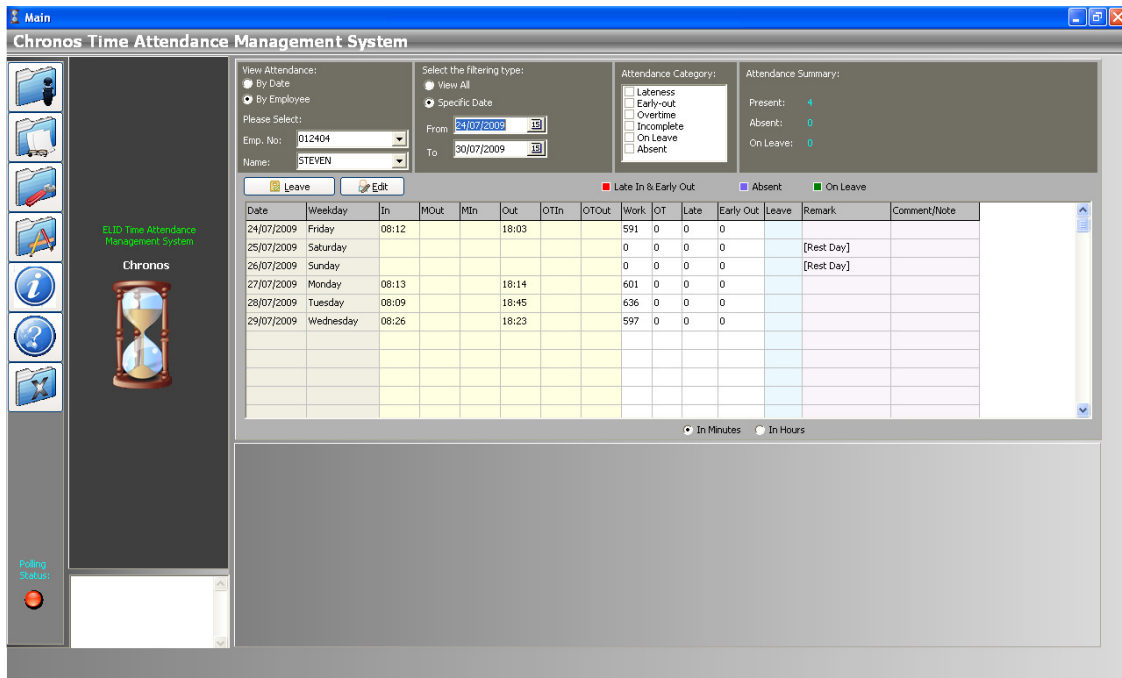 Main
Chronos Time Attendance Management System
View Attendance:
By Date
By Employee
Please Select:
Emp. No: 012404
Name: STEVEN
Select the filtering type:
View All
Specific Date
From 24/07/2009 15
To 30/07/2009 15
Attendance Category:
Lateness
Early-out
Overtime
Incomplete
On Leave
Absent
Attendance Summary:
Present: 4
Absent: 0
On Leave: 0
Leave Edit Late In & Early Out Absent On Leave
Date Weekday In MOut MIn Out OTIn OTOut Work OT Late Early Out Leave Remark Comment/Note
24/07/2009 Friday 08:12 18:03 591 0 0 0
25/07/2009 Saturday 0 0 0 0 [Rest Day]
26/07/2009 Sunday 0 0 0 0 [Rest Day]
27/07/2009 Monday 08:13 18:14 601 0 0 0
28/07/2009 Tuesday 08:09 18:45 636 0 0 0
29/07/2009 Wednesday 08:26 18:23 597 0 0 0
In Minutes In Hours
ELID Time Attendance
Management System
Chronos
Polling
Status: